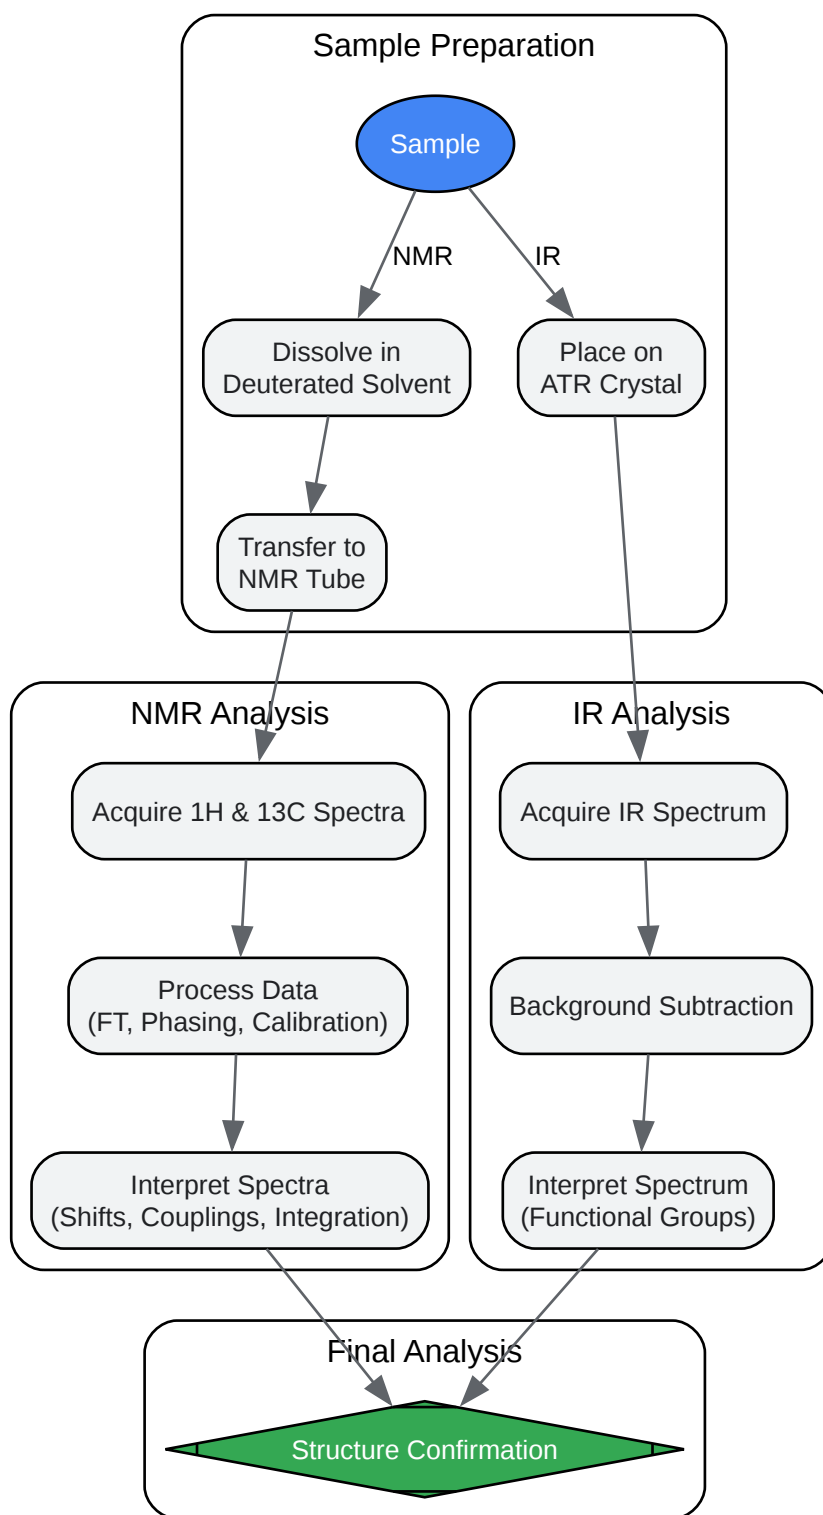 Sample Preparation
Sample
NMR
IR
Dissolve in
Deuterated Solvent
Place on
ATR Crystal
Transfer to
NMR Tube
NMR Analysis
Acquire 1H & 13C Spectra
Process Data
(FT, Phasing, Calibration)
Interpret Spectra
(Shifts, Couplings, Integration)
IR Analysis
Acquire IR Spectrum
Background Subtraction
Interpret Spectrum
(Functional Groups)
Final Analysis
Structure Confirmation